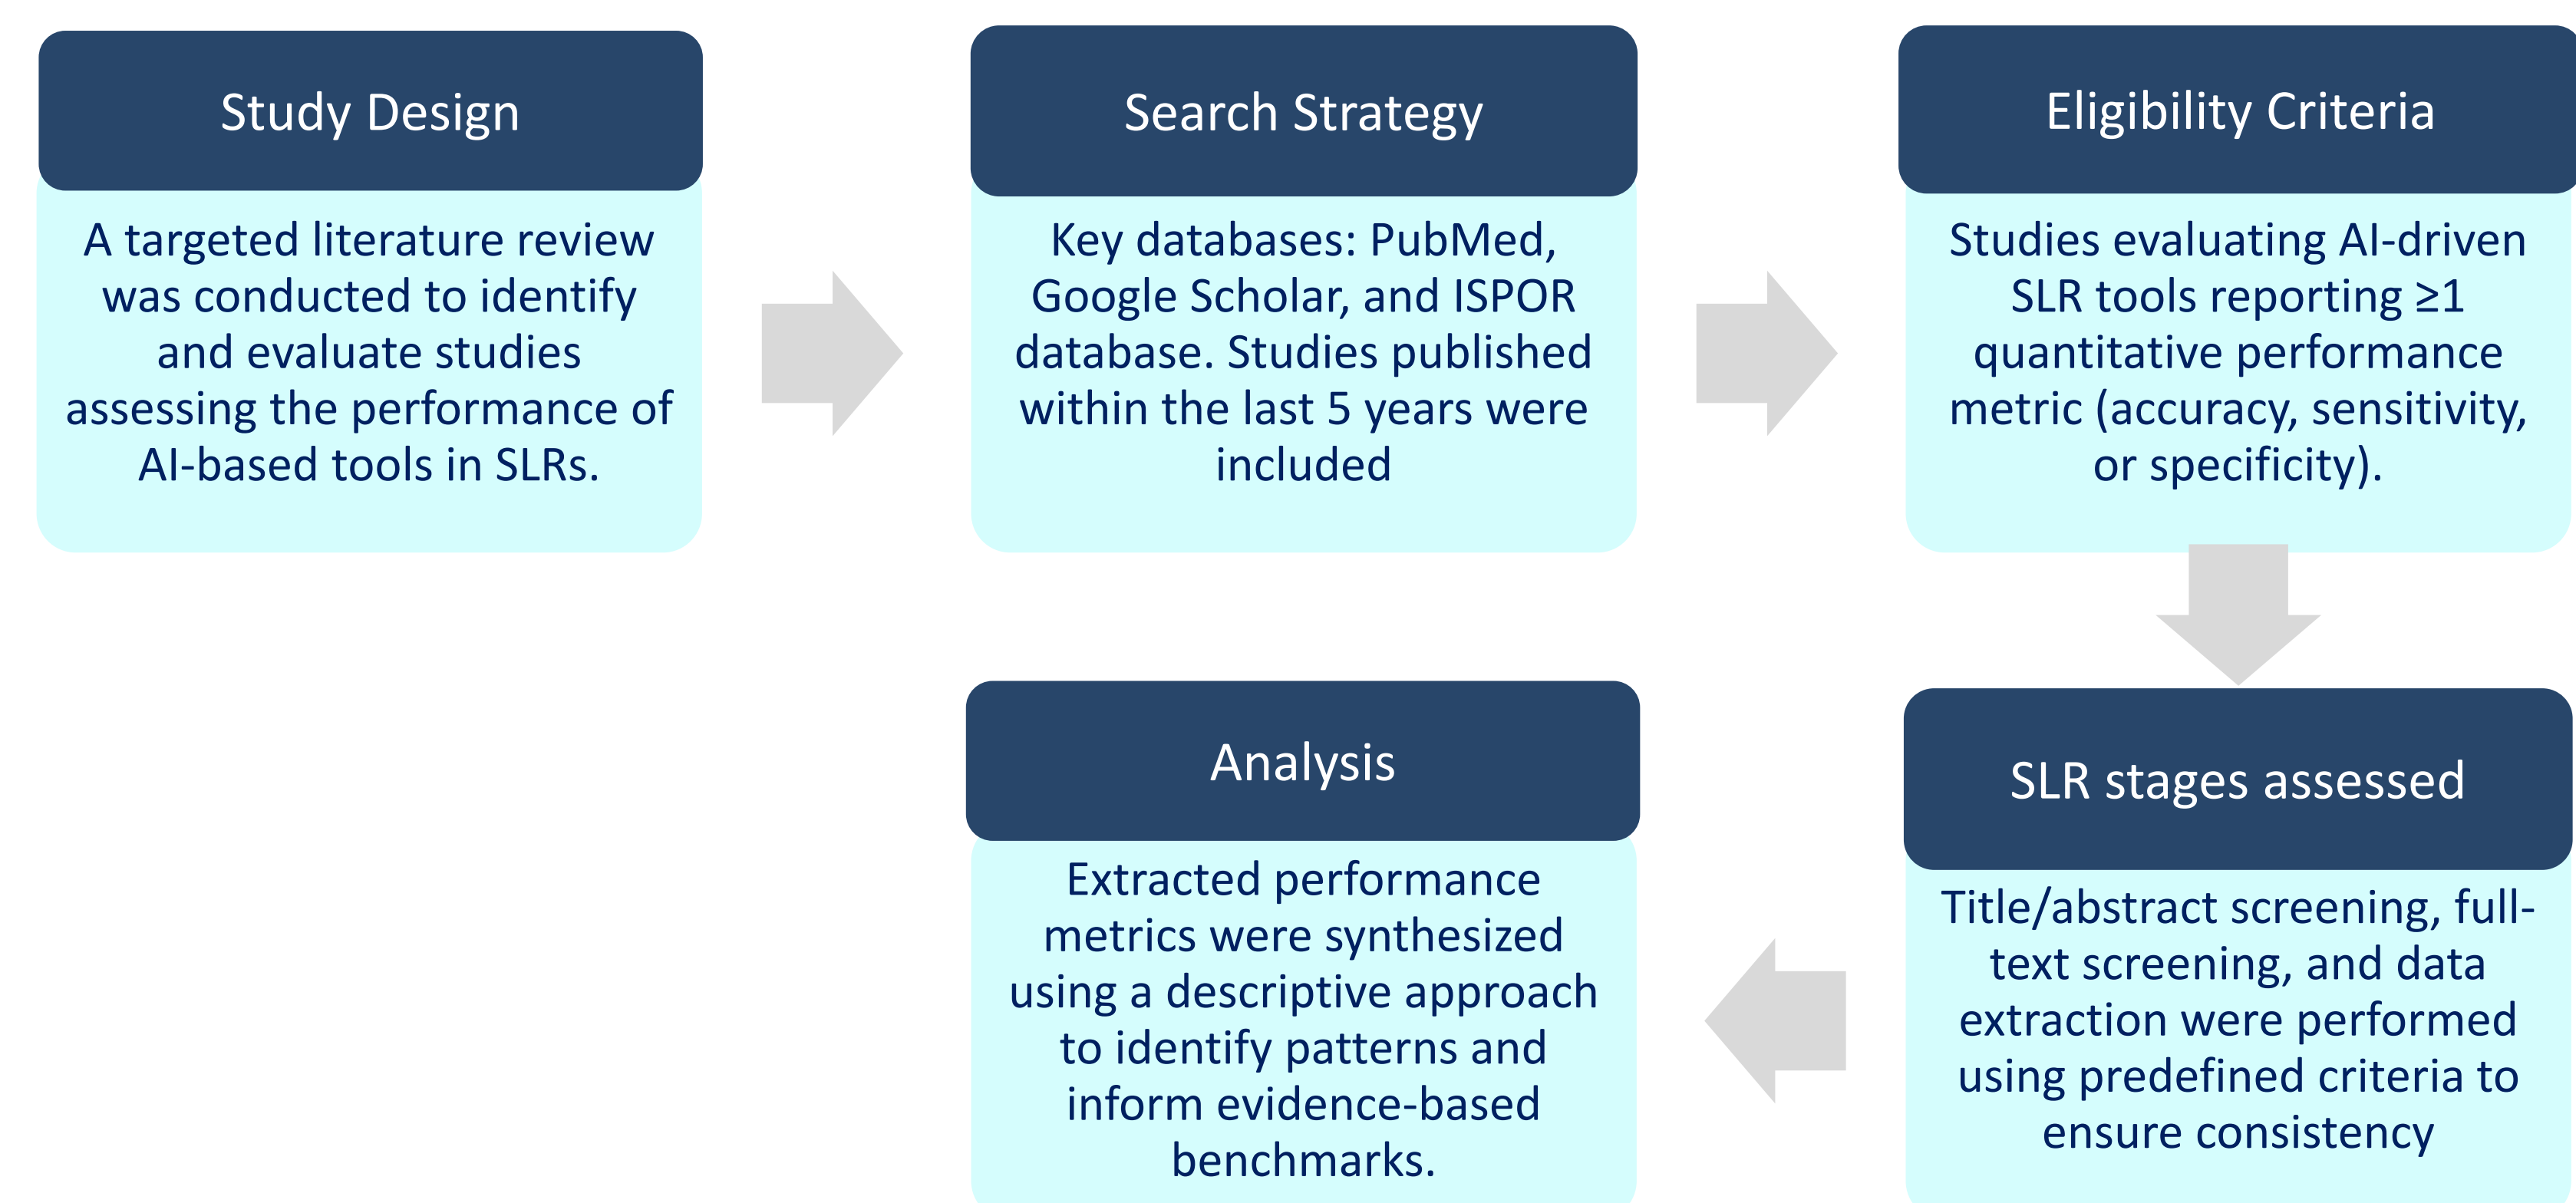 Study Design
A targeted literature review
was conducted to identify
and evaluate studies
assessing the performance of
AI-based tools in SLRs.
Search Strategy
Key databases: PubMed,
Google Scholar, and ISPOR
database. Studies published
within the last 5 years were
included
Eligibility Criteria
Studies evaluating AI-driven
SLR tools reporting ≥1
quantitative performance
metric (accuracy, sensitivity,
or specificity).
SLR stages assessed
Title/abstract screening, full-
text screening, and data
extraction were performed
using predefined criteria to
ensure consistency
Analysis
Extracted performance
metrics were synthesized
using a descriptive approach
to identify patterns and
inform evidence-based
benchmarks.